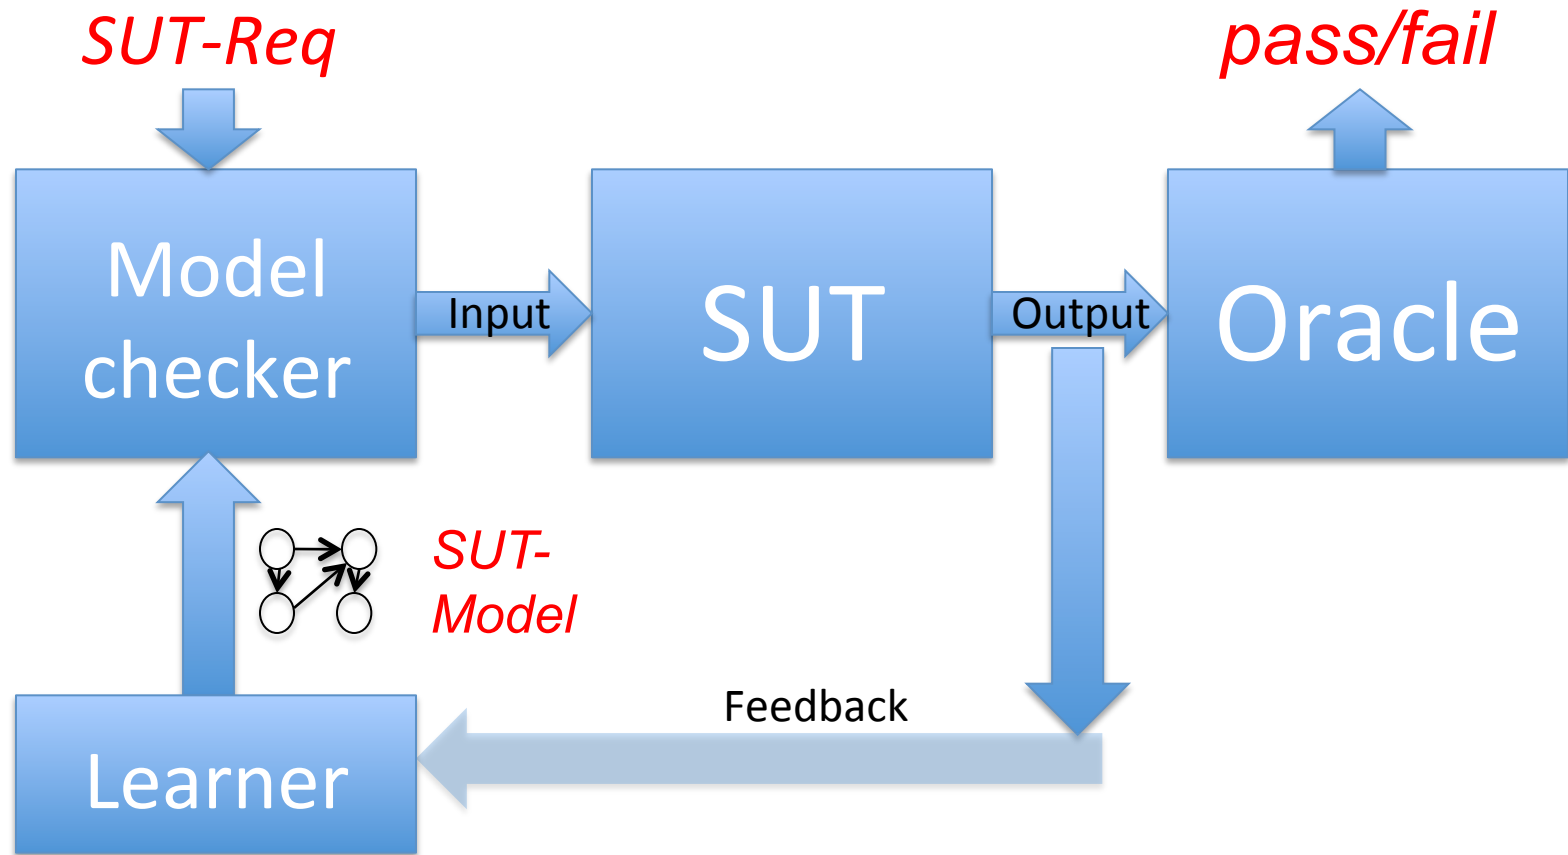 SUT-Req
pass/fail
Model
checker
Input
SUT
Output
Oracle
SUT-
Model
Feedback
Learner